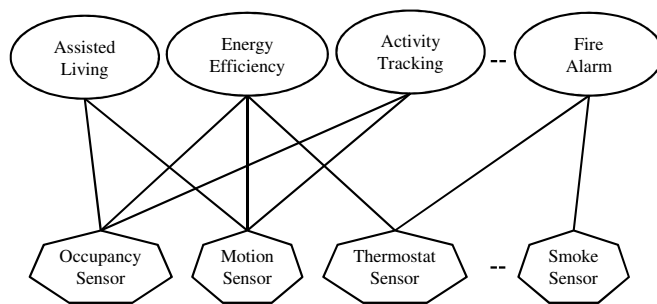 Assisted
Living
Energy
Efficiency
Activity
Tracking
--
Fire
Alarm
Occupancy
Sensor
Motion
Sensor
Thermostat
Sensor
--
Smoke
Sensor